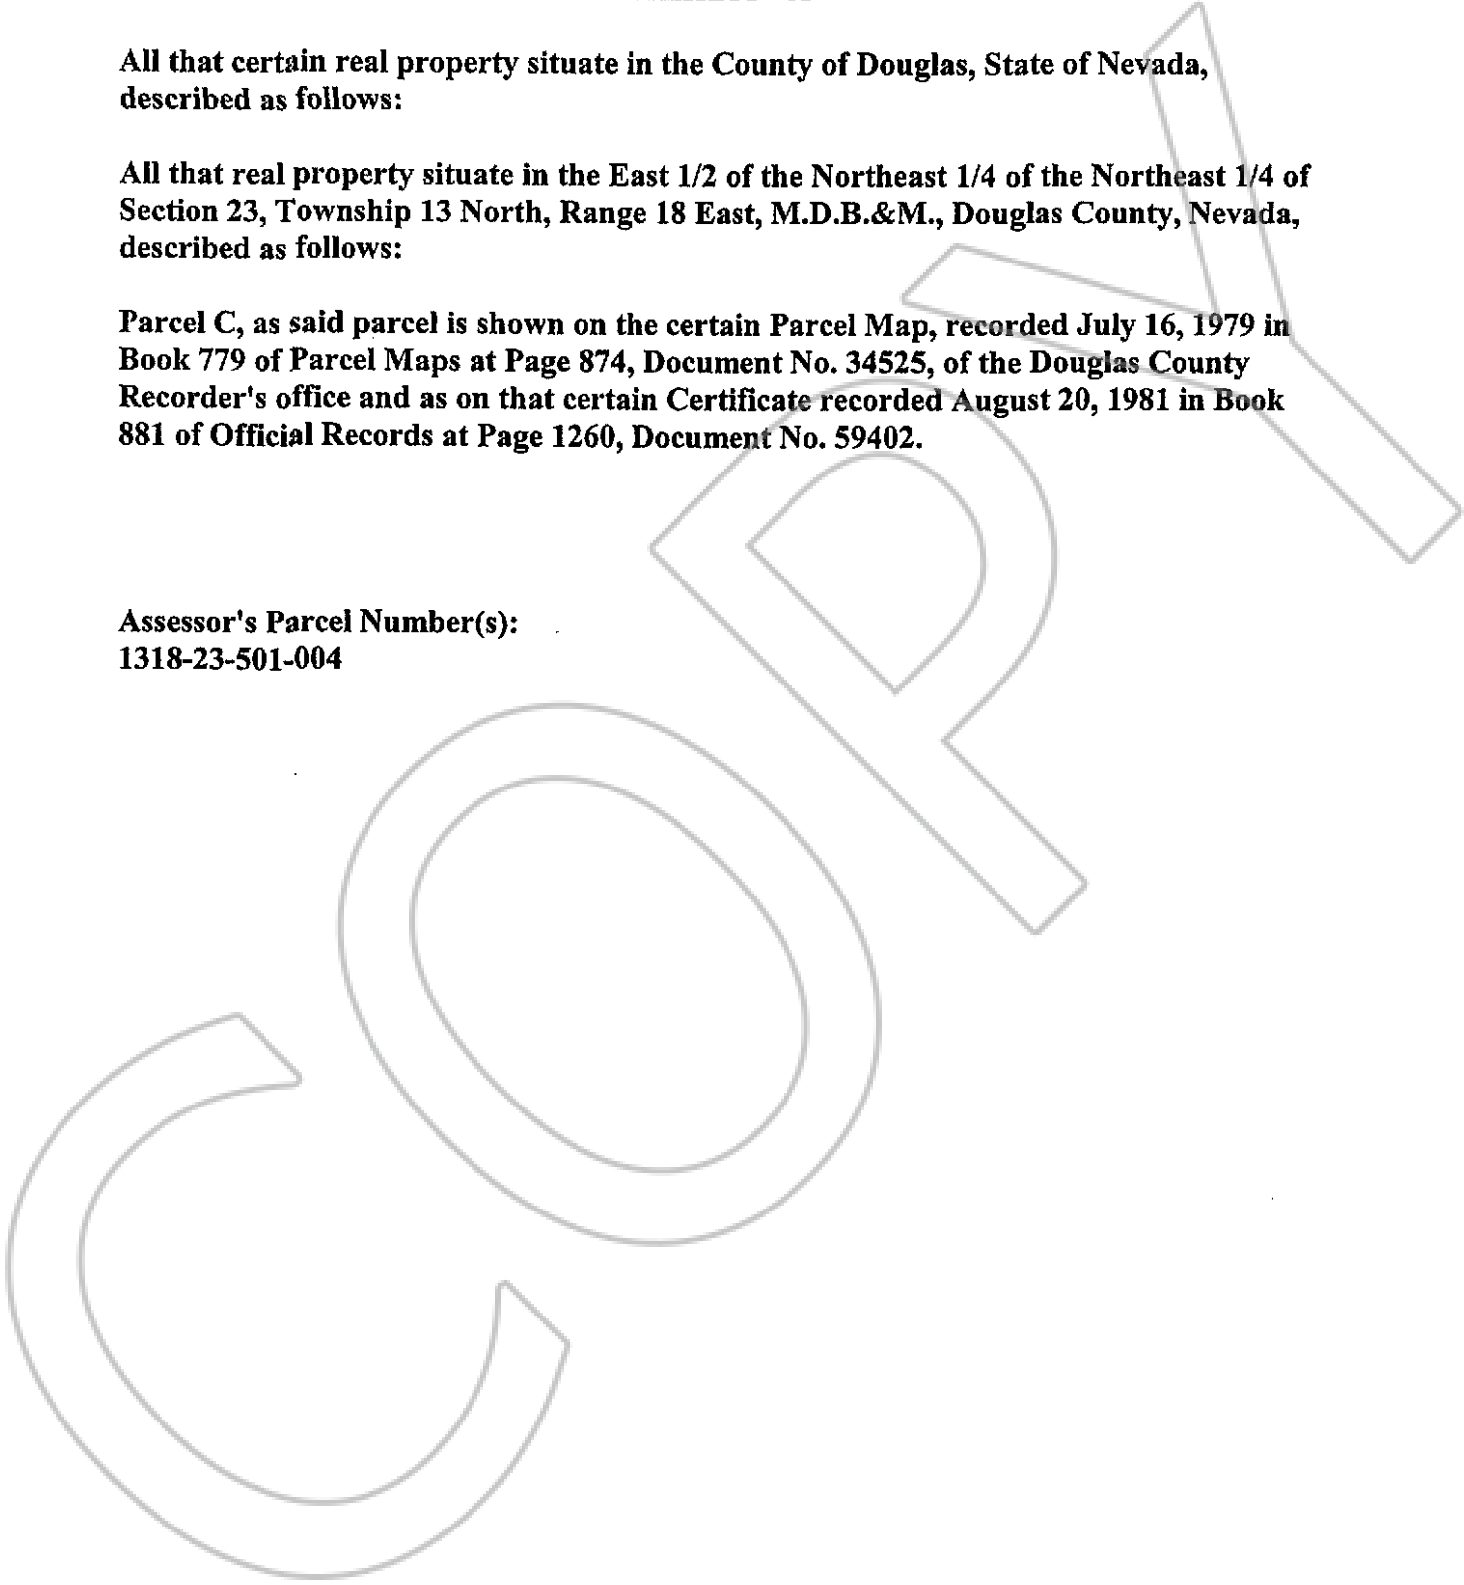 All that certain real property situate in the County of Douglas, State of Nevada,
described as follows:
All that real property situate in the East 1/2 of the Northeast 1/4 of the Northeast 1/4 of
Section 23, Township 13 North, Range 18 East, M.D.B.&M., Douglas County, Nevada,
described as follows:
Parcel C, as said parcel is shown on the certain Parcel Map, recorded July 16, 1979 in
Book 779 of Parcel Maps at Page 874, Document No. 34525, of the Douglas County
Recorder's office and as on that certain Certificate recorded August 20, 1981 in Book
881 of Official Records at Page 1260, Document No. 59402.
Assessor's Parcel Number(s):
1318-23-501-004
COPY